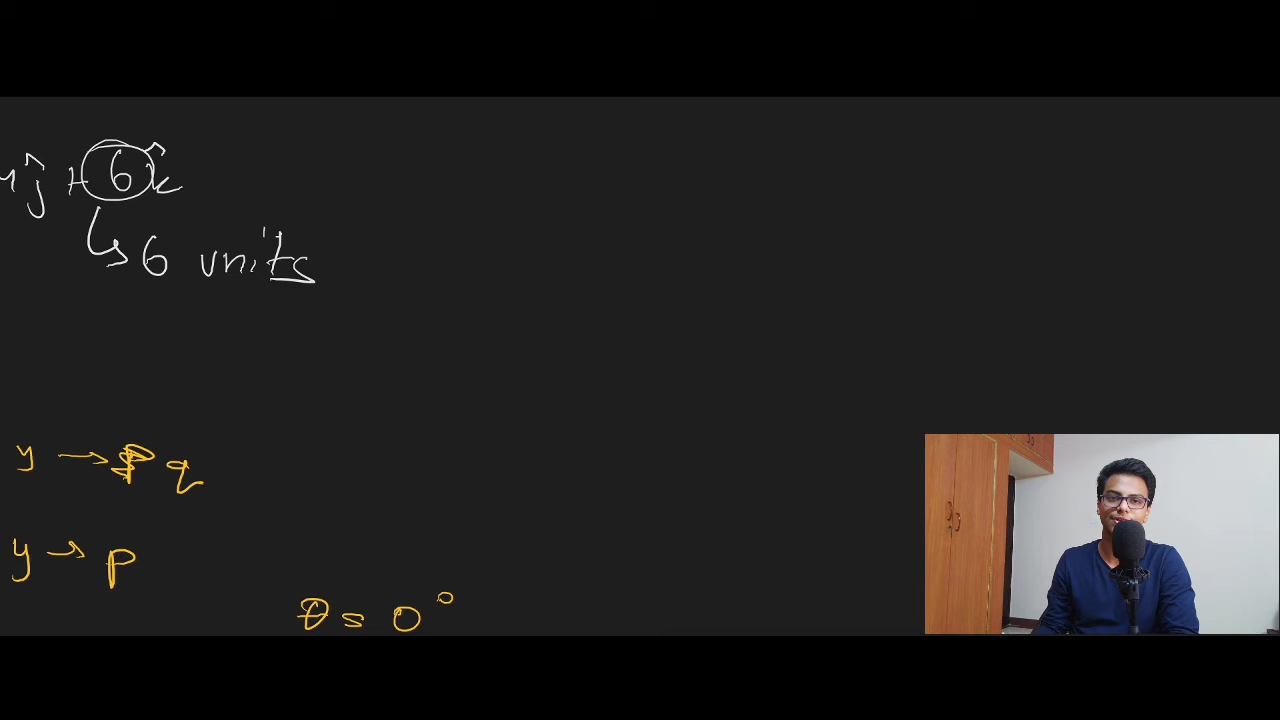 ĵ + 6k̂
↳ 6 units
y → q
y → p
θ = 0°